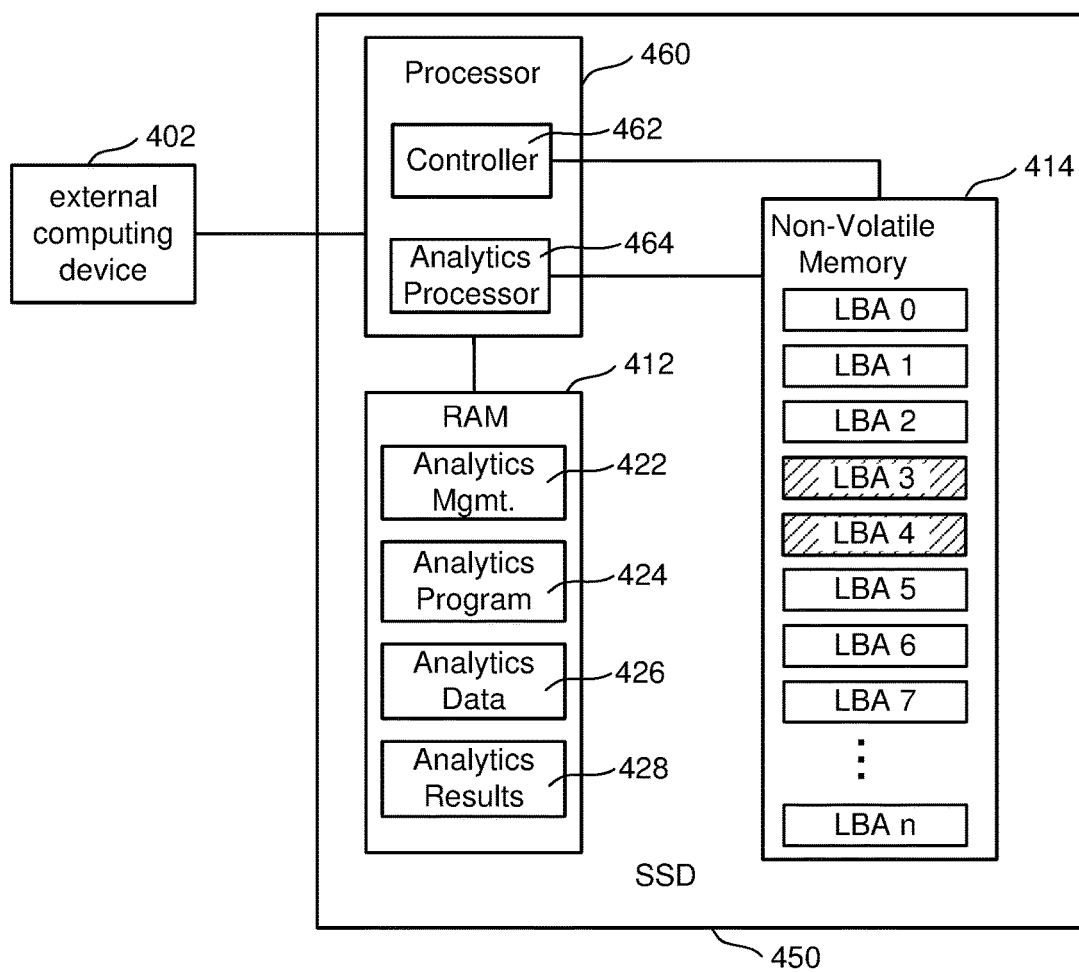 Processor
460
Controller
462
402
external
computing
device
Analytics
Processor
464
414
Non-Volatile
Memory
LBA 0
LBA 1
LBA 2
LBA 3
LBA 4
LBA 5
LBA 6
LBA 7
LBA n
412
RAM
Analytics
Mgmt.
422
Analytics
Program
424
Analytics
Data
426
Analytics
Results
428
SSD
450